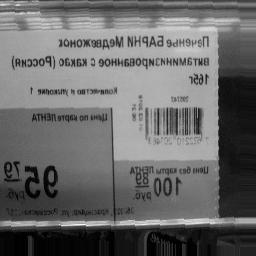 Печенье БАРНИ Медвежонок
витаминизированное с какао (Россия)
165г
Количество в упаковке 1
Цена по карте ЛЕНТА
95 79
руб.
Цена без карты ЛЕНТА
100 89
руб.